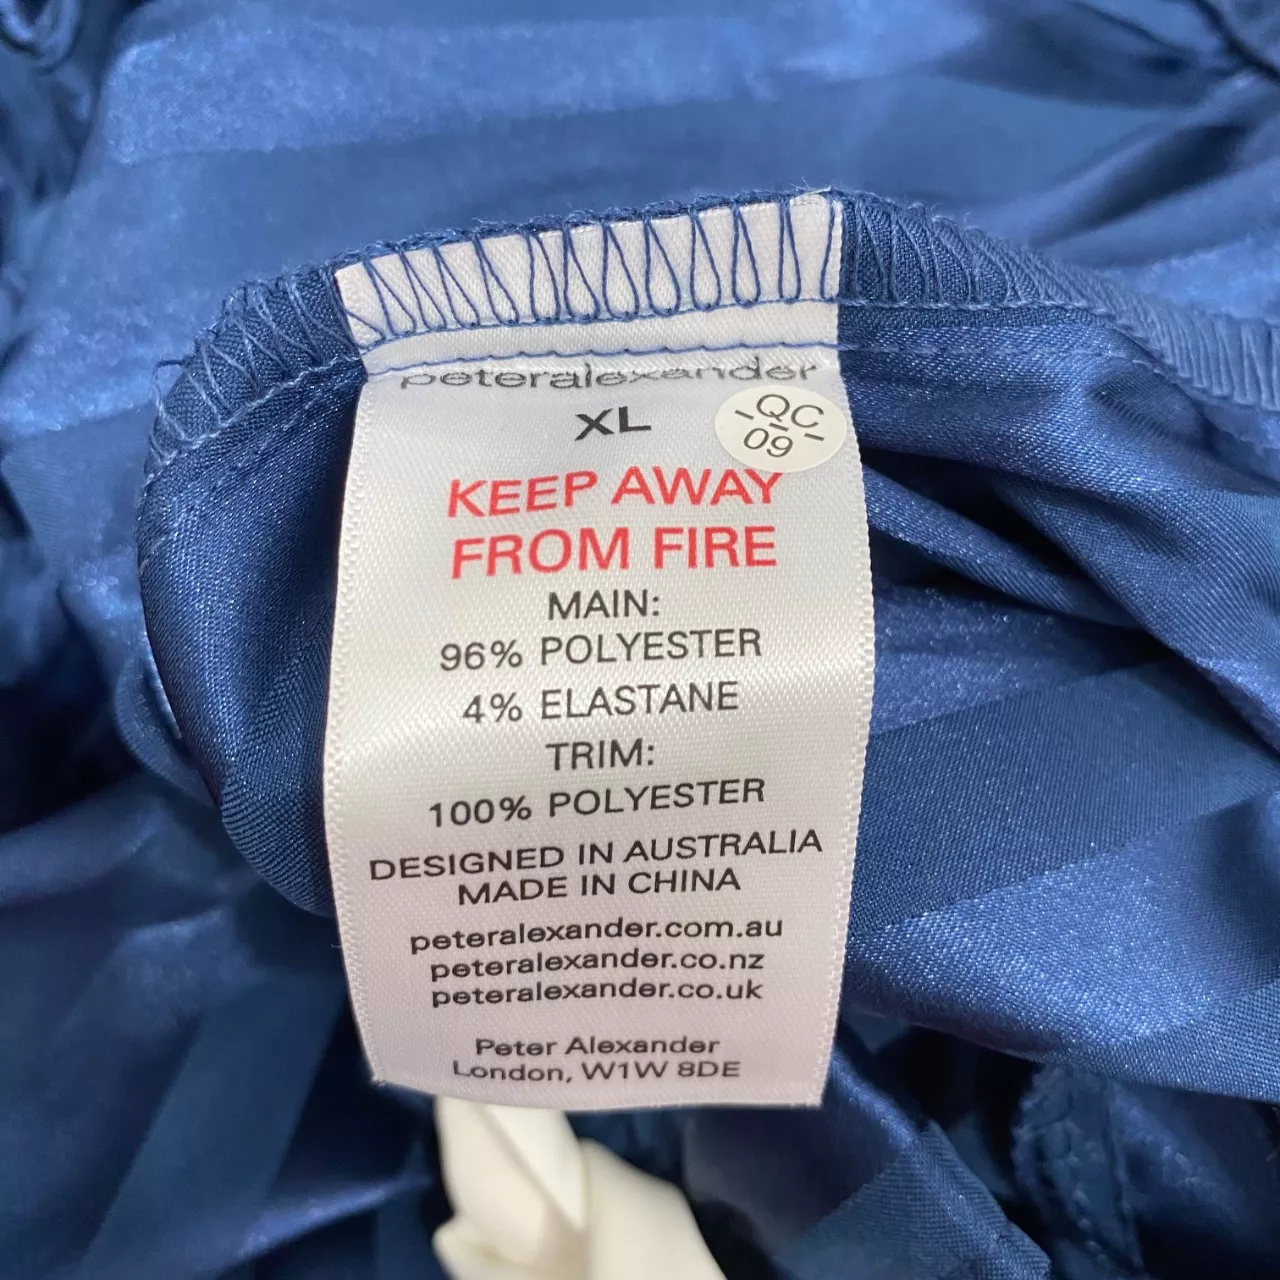 peteralexander
XL
QC
09
KEEP AWAY
FROM FIRE
MAIN:
96% POLYESTER
4% ELASTANE
TRIM:
100% POLYESTER
DESIGNED IN AUSTRALIA
MADE IN CHINA
peteralexander.com.au
peteralexander.co.nz
peteralexander.co.uk
Peter Alexander
London, W1W 8DE